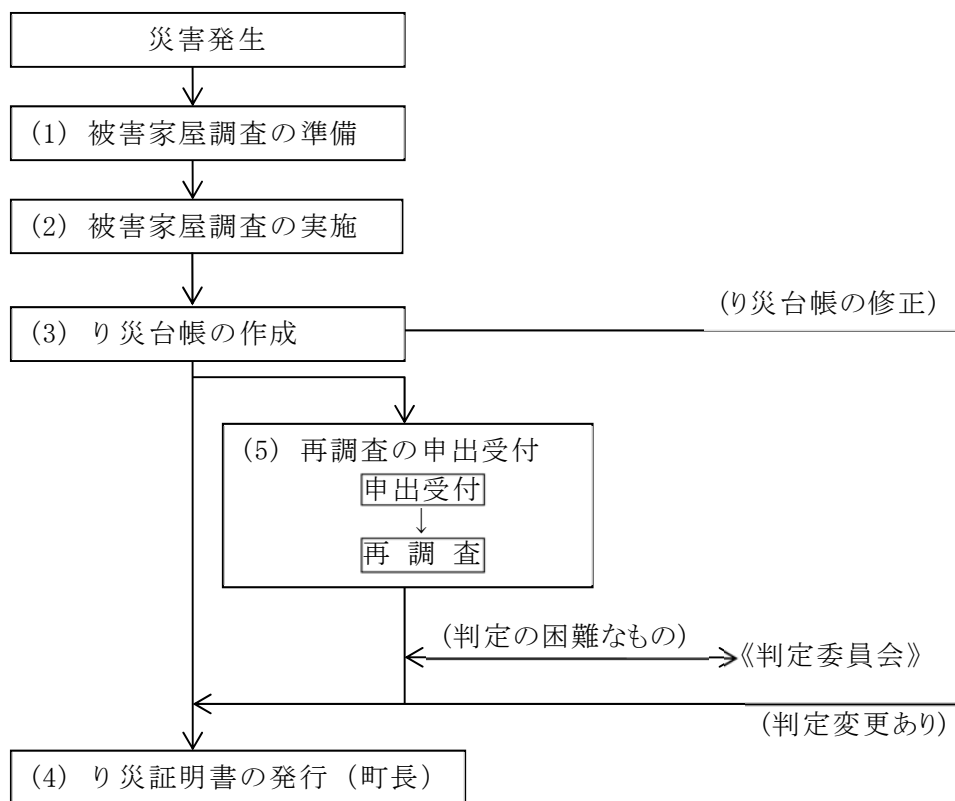 災害発生
(1) 被害家屋調査の準備
(2) 被害家屋調査の実施
(り災台帳の修正)
(3) り災台帳の作成
(5) 再調査の申出受付
申出受付
↓
再 調 査
(判定の困難なもの)
《判定委員会》
(判定変更あり)
(4) り災証明書の発行（町長）